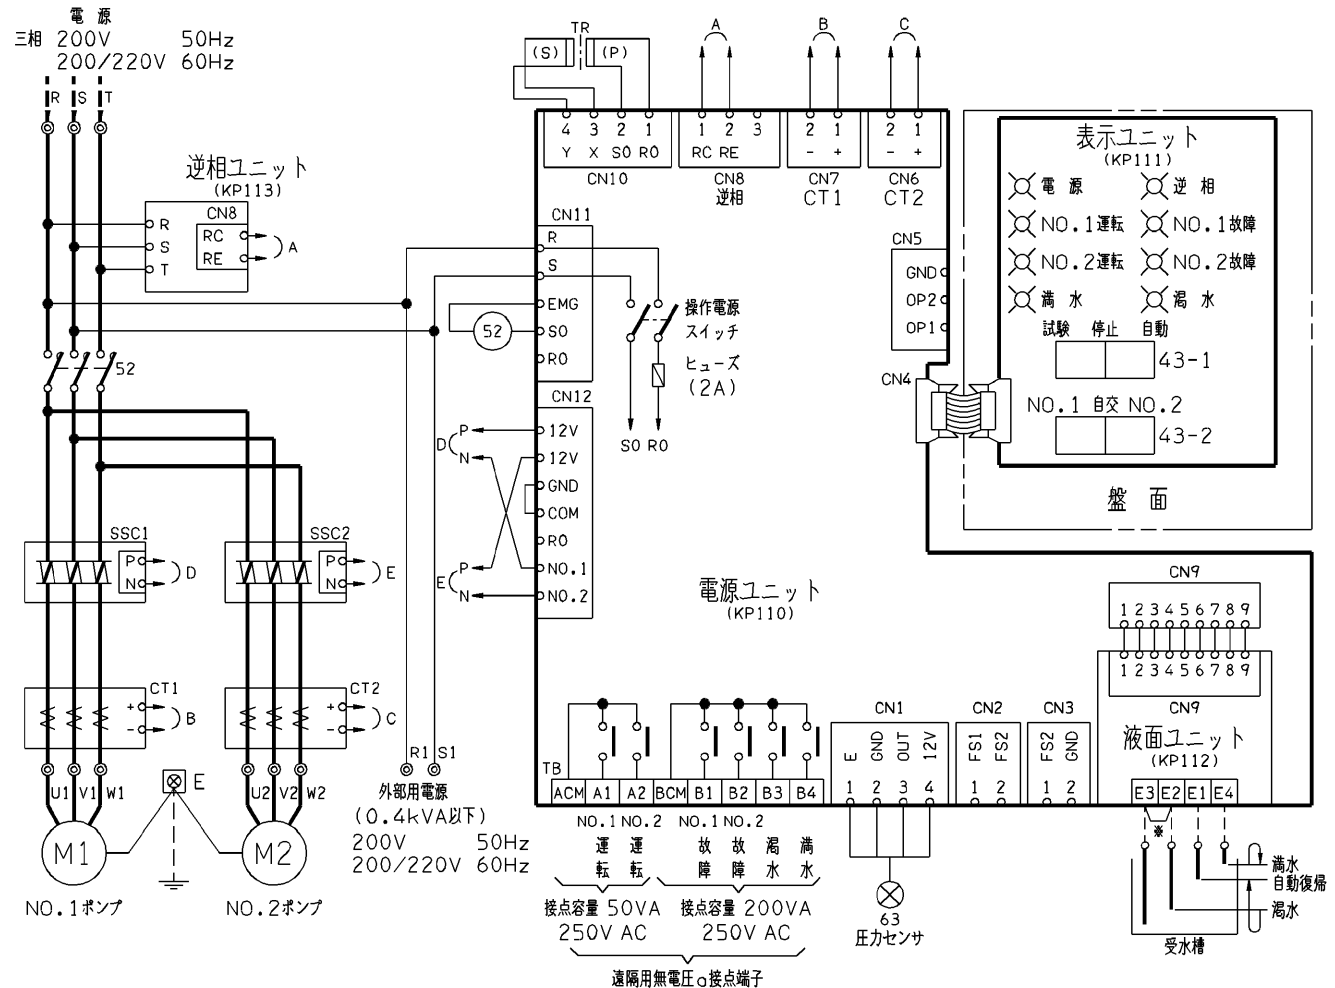 電源
三相 200V 50Hz
200/220V 60Hz
R S T
逆相ユニット
(KP113)
CN8
R
S
T
RC
RE
A
52
SSC1
P
N
D
SSC2
P
N
E
CT1
+
-
B
CT2
+
-
C
U1 V1 W1
E
U2 V2 W2
M1
M2
NO.1ポンプ
NO.2ポンプ
R1 S1
外部用電源
(0.4kVA以下)
200V 50Hz
200/220V 60Hz
TR
(S) (P)
A
B
C
4 3 2 1
Y X SO RO
CN10
1 2 3
RC RE
CN8
逆相
2 1
- +
CN7
CT1
2 1
- +
CN6
CT2
CN11
R
S
EMG
SO
RO
52
操作電源
スイッチ
ヒューズ
(2A)
SO RO
CN12
12V
12V
GND
COM
RO
NO.1
NO.2
D
P
N
E
P
N
CN5
GND
OP2
OP1
CN4
電源ユニット
(KP110)
表示ユニット
(KP111)
電源 逆相
NO.1運転 NO.1故障
NO.2運転 NO.2故障
満水 渇水
試験 停止 自動
43-1
NO.1 自交 NO.2
43-2
盤面
CN9
1 2 3 4 5 6 7 8 9
1 2 3 4 5 6 7 8 9
CN9
液面ユニット
(KP112)
E3 E2 E1 E4
※
満水
自動復帰
渇水
受水槽
TB
ACM A1 A2 BCM B1 B2 B3 B4
NO.1 NO.2 NO.1 NO.2
運転 運転 故障 故障 渇水 満水
接点容量 50VA
250V AC
接点容量 200VA
250V AC
遠隔用無電圧a接点端子
CN1
E GND OUT 12V
1 2 3 4
63
圧力センサ
CN2
FS1 FS2
1 2
CN3
FS2 GND
1 2